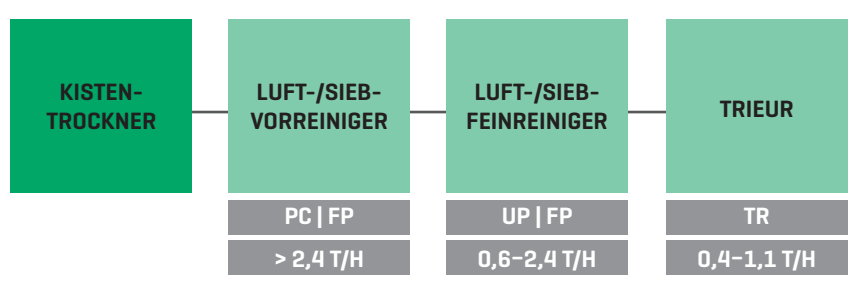 KISTEN-
TROCKNER
LUFT-/SIEB-
VORREINIGER
LUFT-/SIEB-
FEINREINIGER
TRIEUR
PC | FP
UP | FP
TR
> 2,4 T/H
0,6–2,4 T/H
0,4–1,1 T/H